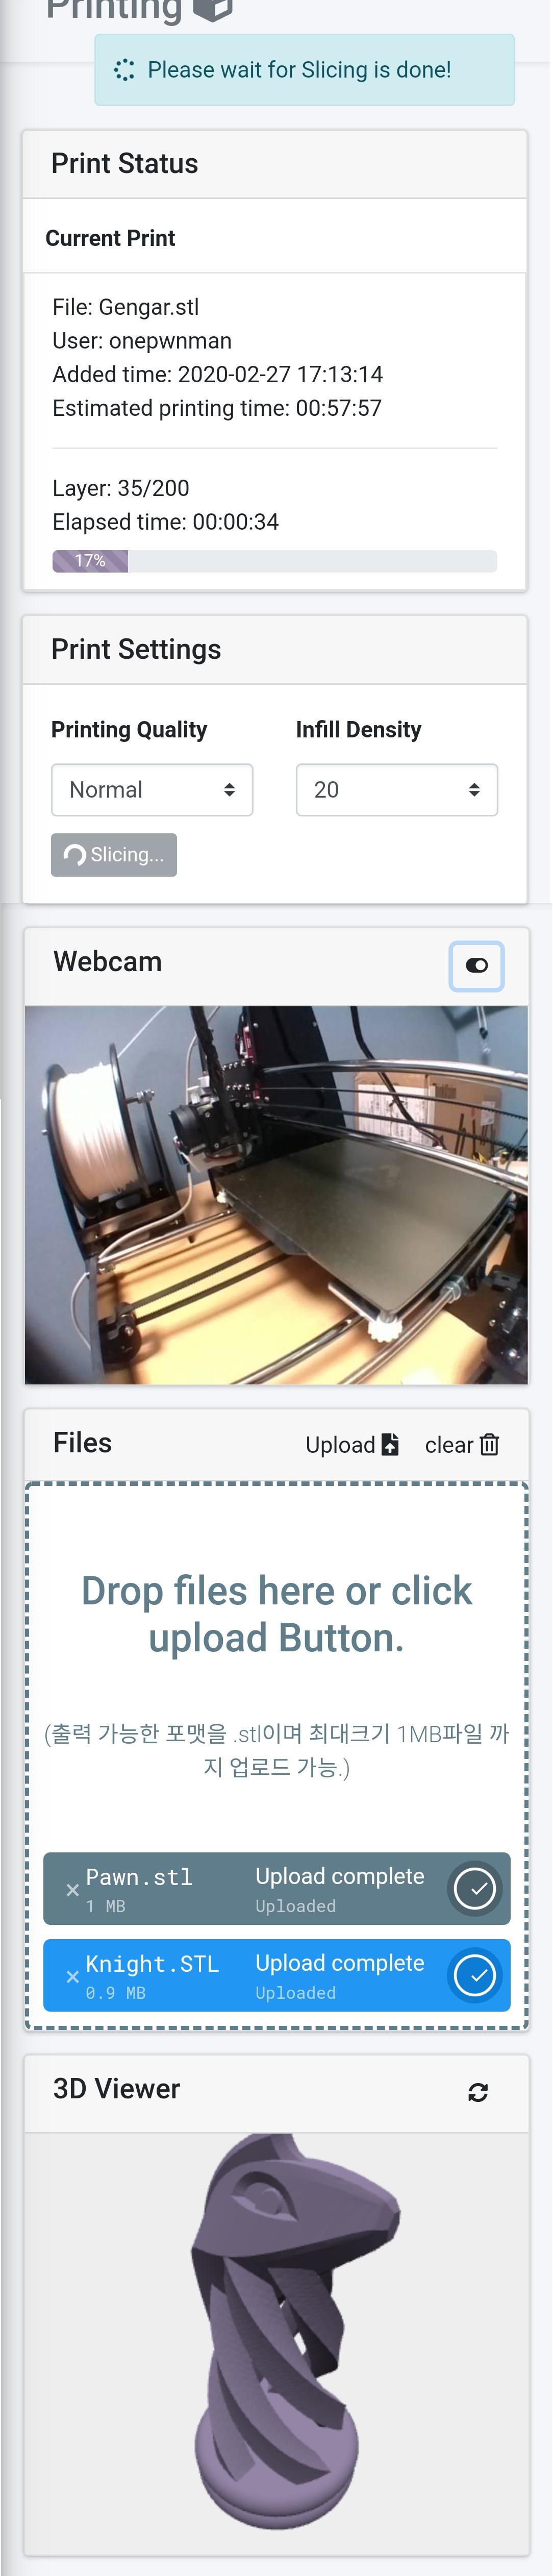 Printing
Please wait for Slicing is done!
Print Status
Current Print
File: Gengar.stl
User: onepwnman
Added time: 2020-02-27 17:13:14
Estimated printing time: 00:57:57
Layer: 35/200
Elapsed time: 00:00:34
17%
Print Settings
Printing Quality Infill Density
Normal 20
Slicing...
Webcam
Files Upload clear
Drop files here or click
upload Button.
(출력 가능한 포맷을 .stl이며 최대크기 1MB파일 까
지 업로드 가능.)
Pawn.stl Upload complete
1 MB Uploaded
Knight.STL Upload complete
0.9 MB Uploaded
3D Viewer